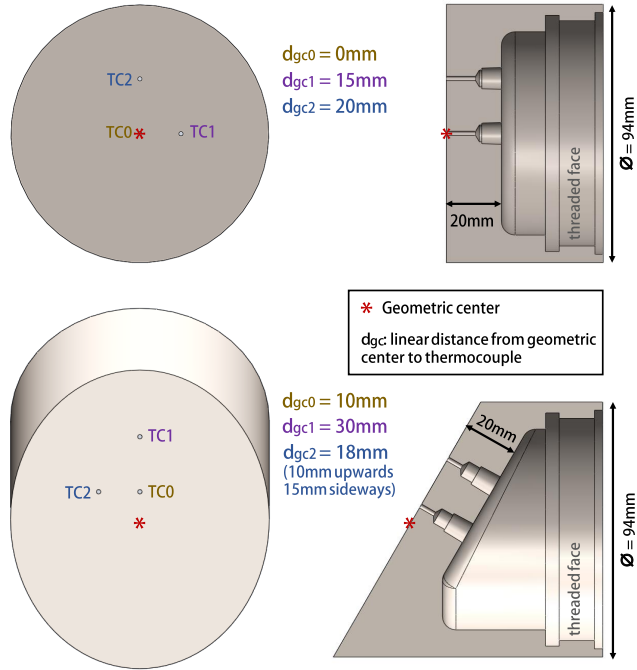 TC2
TC0
TC1
dgc0 = 0mm
dgc1 = 15mm
dgc2 = 20mm
20mm
threaded face
Ø = 94mm
Geometric center
dgc: linear distance from geometric
center to thermocouple
TC1
TC2
TC0
dgc0 = 10mm
dgc1 = 30mm
dgc2 = 18mm
(10mm upwards
15mm sideways)
20mm
threaded face
Ø = 94mm